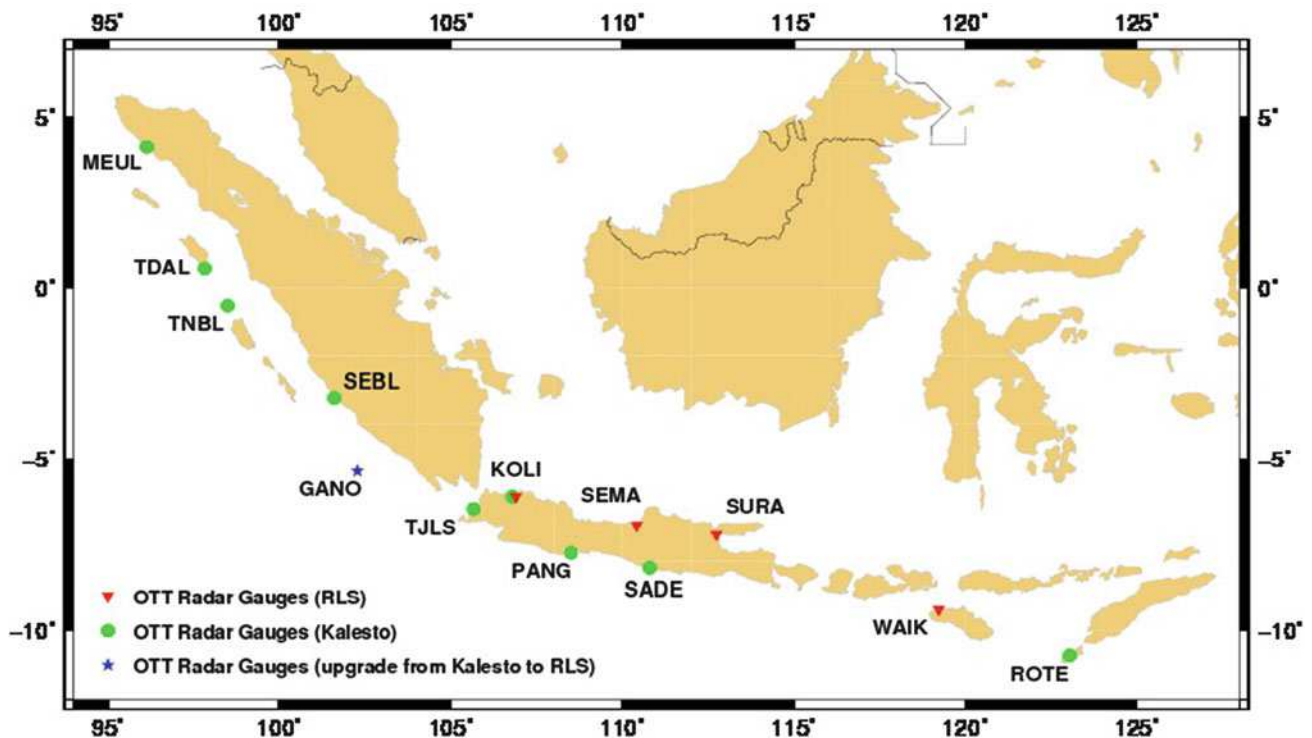 95° 100° 105° 110° 115° 120° 125°
5° 5°
MEUL
TDAL
0° 0°
TNBL
SEBL
−5° −5°
KOLI
GANO
SEMA
SURA
TJLS
PANG
SADE
OTT Radar Gauges (RLS)
WAIK
−10° OTT Radar Gauges (Kalesto) −10°
OTT Radar Gauges (upgrade from Kalesto to RLS)
ROTE
95° 100° 105° 110° 115° 120° 125°